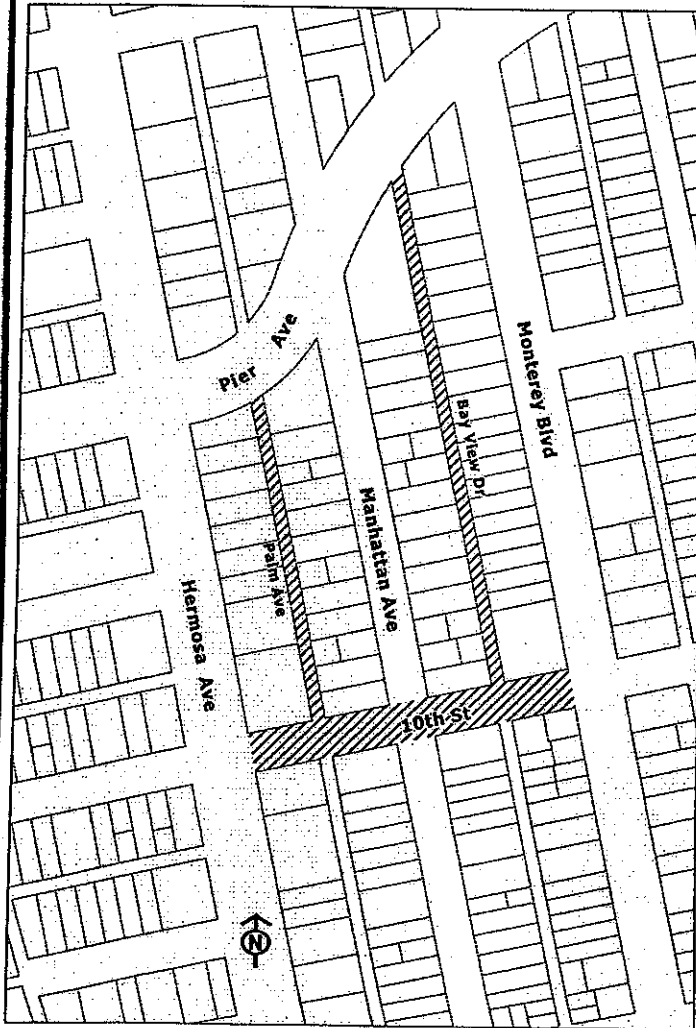 Pier Ave
Monterey Blvd
Bay View Dr.
Manhattan Ave
Palm Ave
Hermosa Ave
10th St
N